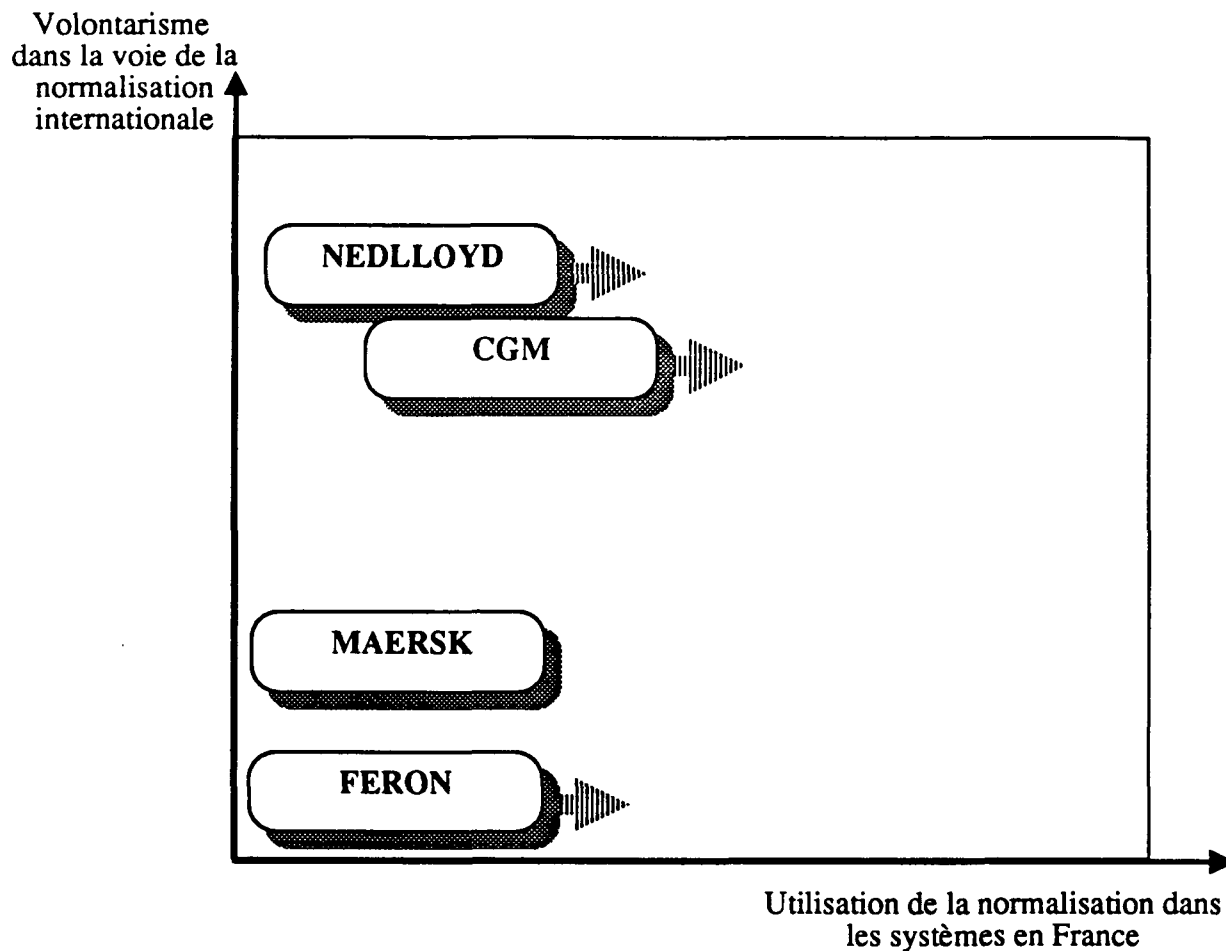 Volontarisme
dans la voie de la
normalisation
internationale
NEDLLOYD
CGM
MAERSK
FERON
Utilisation de la normalisation dans
les systèmes en France